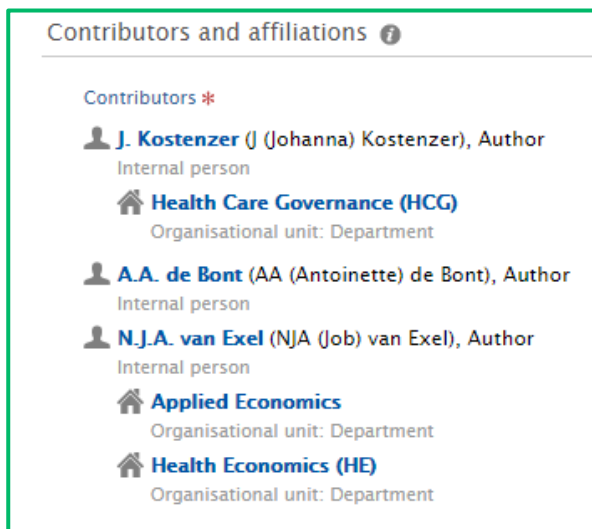 Contributors and affiliations
Contributors *
J. Kostenzer (J (Johanna) Kostenzer), Author
Internal person
Health Care Governance (HCG)
Organisational unit: Department
A.A. de Bont (AA (Antoinette) de Bont), Author
Internal person
N.J.A. van Exel (NJA (Job) van Exel), Author
Internal person
Applied Economics
Organisational unit: Department
Health Economics (HE)
Organisational unit: Department